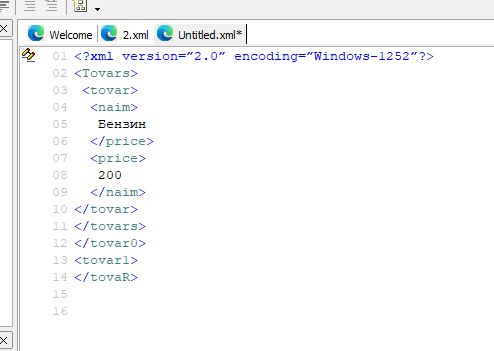 Welcome 2.xml Untitled.xml*
01 <?xml version=”2.0” encoding=”Windows-1252”?>
02 <Tovars>
03 <tovar>
04 <naim>
05 Бензин
06 </price>
07 <price>
08 200
09 </naim>
10 </tovar>
11 </tovars>
12 </tovar0>
13 <tovarl>
14 </tovaR>
15
16